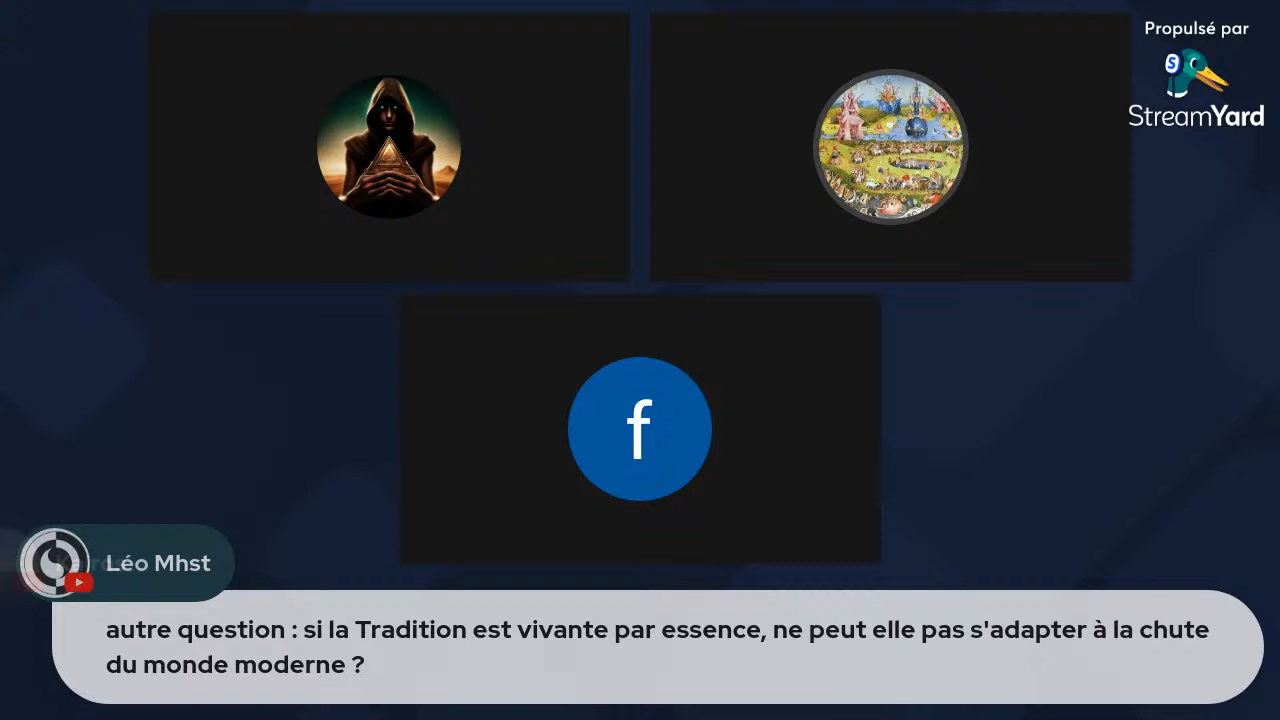 Propulsé par
StreamYard
f
Léo Mhst
autre question : si la Tradition est vivante par essence, ne peut elle pas s'adapter à la chute
du monde moderne ?